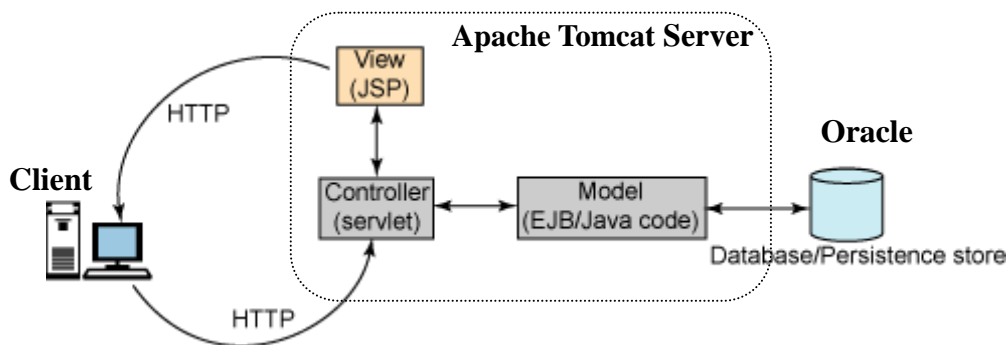 Apache Tomcat Server
View
(JSP)
HTTP
Oracle
Client
Controller
(servlet)
Model
(EJB/Java code)
Database/Persistence store
HTTP